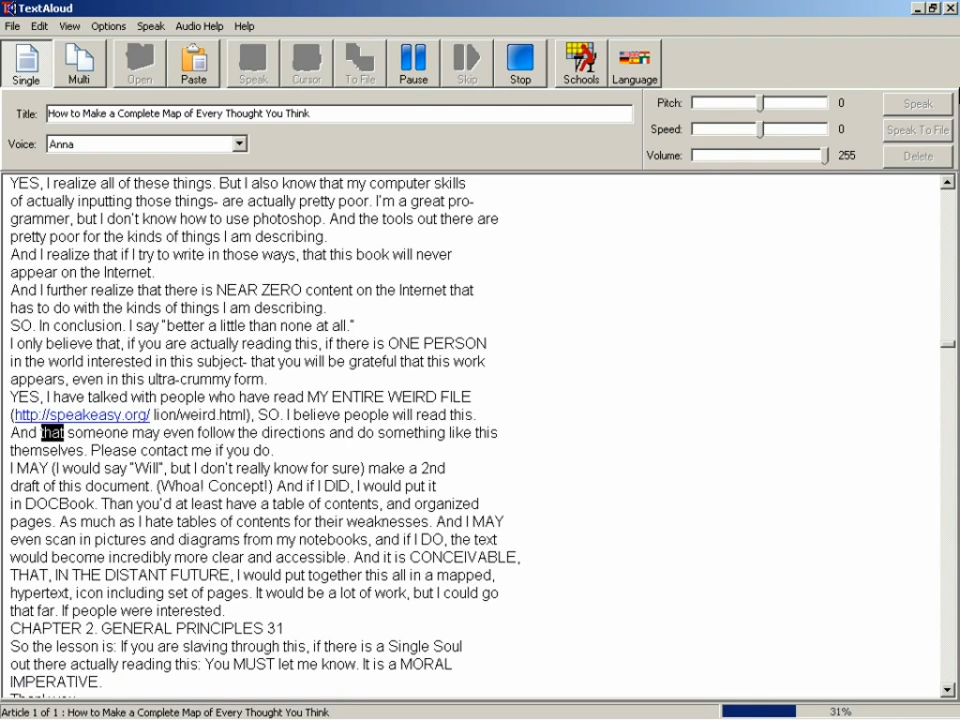 TextAloud
File Edit View Options Speak Audio Help Help
Single Multi Open Paste Speak Cursor To File Pause Skip Stop Schools Language
Title: How to Make a Complete Map of Every Thought You Think
Voice: Anna
Pitch: 0 Speak
Speed: 0 Speak To File
Volume: 255 Delete
YES, I realize all of these things. But I also know that my computer skills
of actually inputting those things- are actually pretty poor. I'm a great pro-
grammer, but I don't know how to use photoshop. And the tools out there are
pretty poor for the kinds of things I am describing.
And I realize that if I try to write in those ways, that this book will never
appear on the Internet.
And I further realize that there is NEAR ZERO content on the Internet that
has to do with the kinds of things I am describing.
SO. In conclusion. I say "better a little than none at all."
I only believe that, if you are actually reading this, if there is ONE PERSON
in the world interested in this subject- that you will be grateful that this work
appears, even in this ultra-crummy form.
YES, I have talked with people who have read MY ENTIRE WEIRD FILE
(http://speakeasy.org/ lion/weird.html), SO. I believe people will read this.
And that someone may even follow the directions and do something like this
themselves. Please contact me if you do.
I MAY (I would say "Will", but I don't really know for sure) make a 2nd
draft of this document. (Whoa! Concept!) And if I DID, I would put it
in DOCBook. Than you'd at least have a table of contents, and organized
pages. As much as I hate tables of contents for their weaknesses. And I MAY
even scan in pictures and diagrams from my notebooks, and if I DO, the text
would become incredibly more clear and accessible. And it is CONCEIVABLE,
THAT, IN THE DISTANT FUTURE, I would put together this all in a mapped,
hypertext, icon including set of pages. It would be a lot of work, but I could go
that far. If people were interested.
CHAPTER 2. GENERAL PRINCIPLES 31
So the lesson is: If you are slaving through this, if there is a Single Soul
out there actually reading this: You MUST let me know. It is a MORAL
IMPERATIVE.
Article 1 of 1 : How to Make a Complete Map of Every Thought You Think 31%